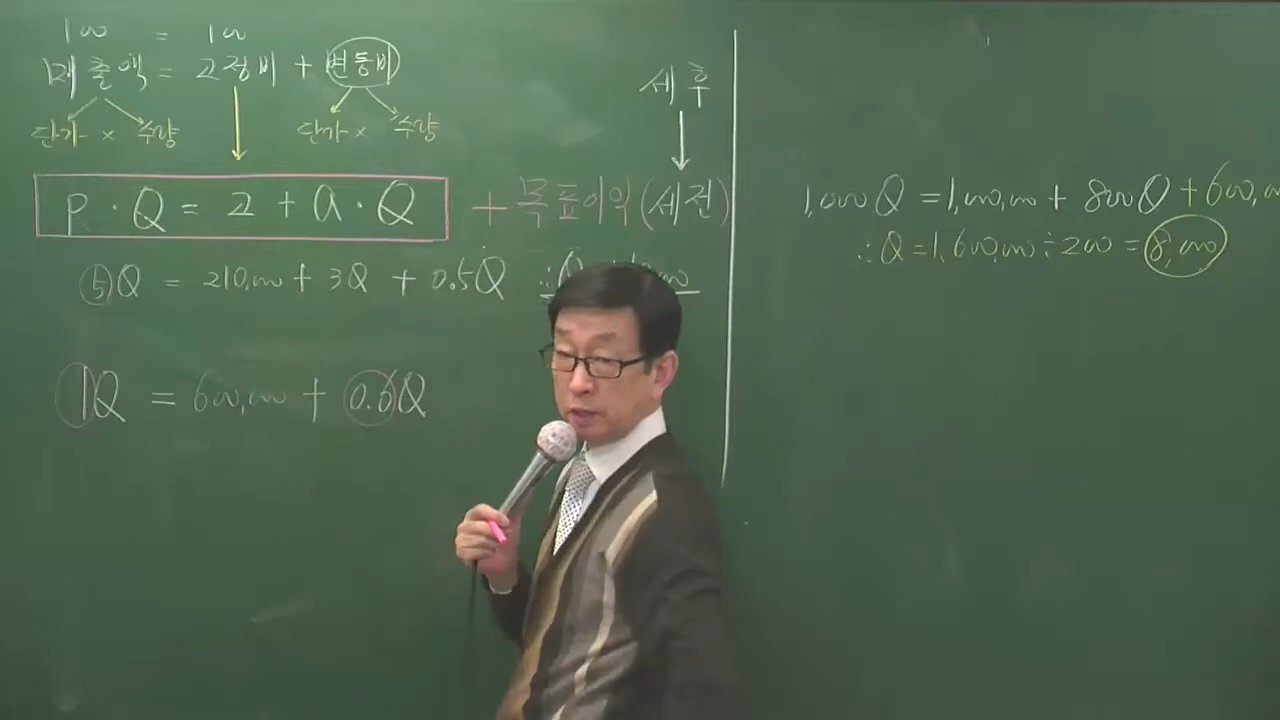 100 = 100
매출액 = 고정비 + 변동비
단가 × 수량 단가 × 수량
세후
P · Q = 고 + a · Q + 목표이익(세전)
⑤Q = 210,000 + 3Q + 0.5Q ∴Q
1Q = 600,000 + 0.6Q
1,000Q = 1,000,000 + 800Q + 600,00
∴Q = 1,600,000 ÷ 200 = 8,000